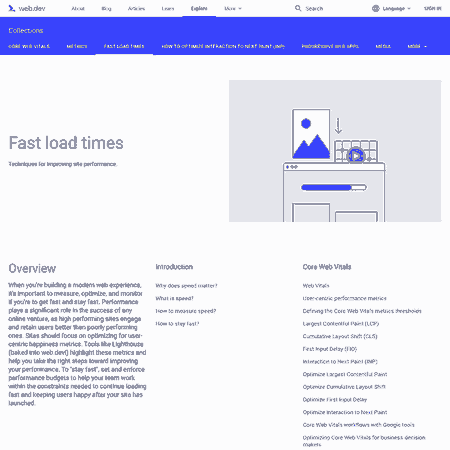 web.dev
About
Blog
Articles
Learn
Explore
More
Search
Language
SIGN IN
Collections
CORE WEB VITALS
METRICS
FAST LOAD TIMES
HOW TO OPTIMIZE INTERACTION TO NEXT PAINT (INP)
PROGRESSIVE WEB APPS
MEDIA
MORE
Fast load times
Techniques for improving site performance.
Overview
When you're building a modern web experience,
it's important to measure, optimize, and monitor
if you're to get fast and stay fast. Performance
plays a significant role in the success of any
online venture, as high performing sites engage
and retain users better than poorly performing
ones. Sites should focus on optimizing for user-
centric happiness metrics. Tools like Lighthouse
(baked into web.dev!) highlight these metrics and
help you take the right steps toward improving
your performance. To "stay fast", set and enforce
performance budgets to help your team work
within the constraints needed to continue loading
fast and keeping users happy after your site has
launched.
Introduction
Why does speed matter?
What is speed?
How to measure speed?
How to stay fast?
Core Web Vitals
Web Vitals
User-centric performance metrics
Defining the Core Web Vitals metrics thresholds
Largest Contentful Paint (LCP)
Cumulative Layout Shift (CLS)
First Input Delay (FID)
Interaction to Next Paint (INP)
Optimize Largest Contentful Paint
Optimize Cumulative Layout Shift
Optimize First Input Delay
Optimize Interaction to Next Paint
Core Web Vitals workflows with Google tools
Optimizing Core Web Vitals for business decision
makers